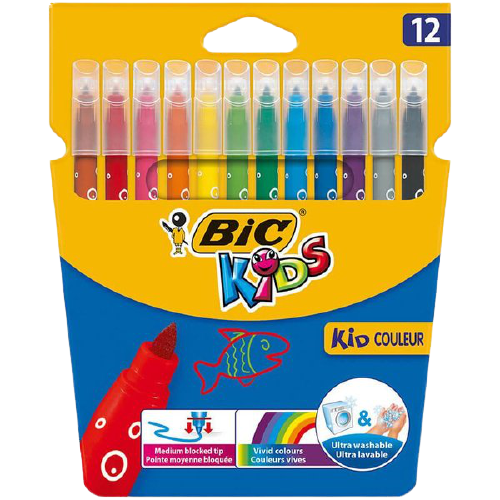 12
BIC
KiDS
KiD COULEUR
Medium blocked tip
Pointe moyenne bloquée
Vivid colours
Couleurs vives
&
Ultra washable
Ultra lavable